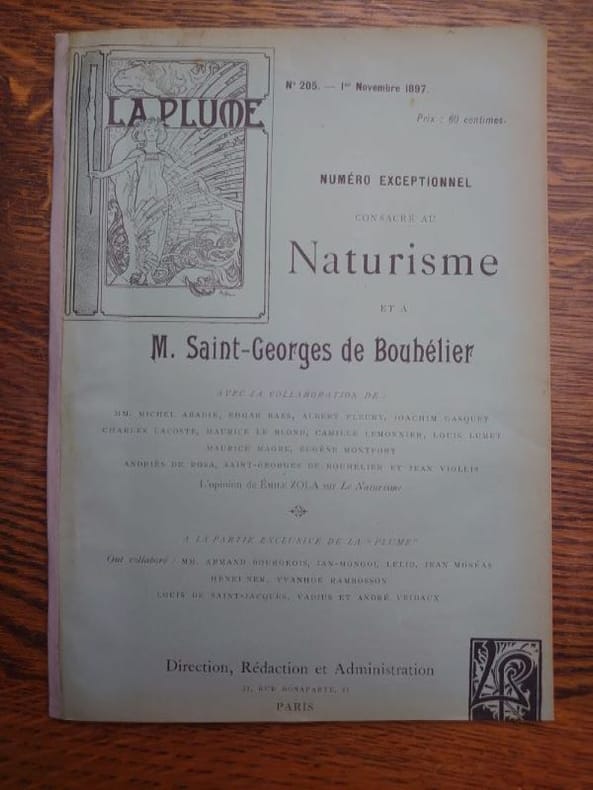 LA PLUME
N° 205. — 1er Novembre 1897.
Prix : 60 centimes.
NUMÉRO EXCEPTIONNEL
CONSACRÉ AU
Naturisme
ET A
M. Saint-Georges de Bouhélier
AVEC LA COLLABORATION DE :
MM. MICHEL ABADIE, EDGAR BAES, ALBERT FLEURY, JOACHIM GASQUET
CHARLES LACOSTE, MAURICE LE BLOND, CAMILLE LEMONNIER, LOUIS LUMET
MAURICE MAGRE, EUGÈNE MONTFORT
ANDRIÈS DE ROSA, SAINT-GEORGES DE BOUHÉLIER ET JEAN VIOLLIS
L'opinion de ÉMILE ZOLA sur Le Naturisme
A LA PARTIE EXCLUSIVE DE LA "PLUME"
Ont collaboré : MM. ARMAND BOURGEOIS, JAN-MONGOL, LELIO, JEAN MORÉAS
HENRI NER, YVANHOÉ RAMBOSSON
LOUIS DE SAINT-JACQUES, VADIUS ET ANDRÉ VEIDAUX
Direction, Rédaction et Administration
31, RUE BONAPARTE, 31
PARIS
LP